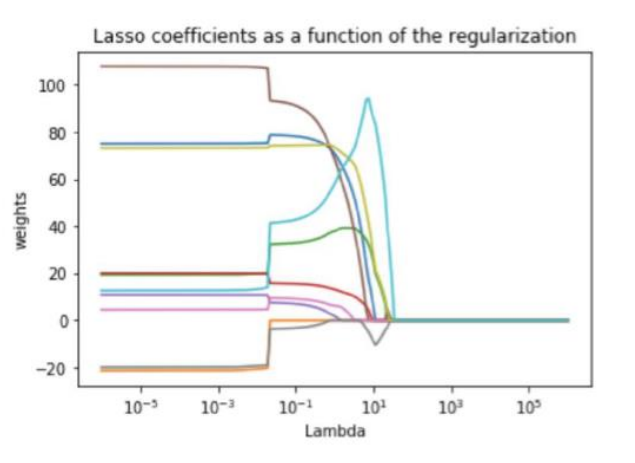 Lasso coefficients as a function of the regularization
100
80
60
40
20
0
−20
weights
10⁻⁵ 10⁻³ 10⁻¹ 10¹ 10³ 10⁵
Lambda